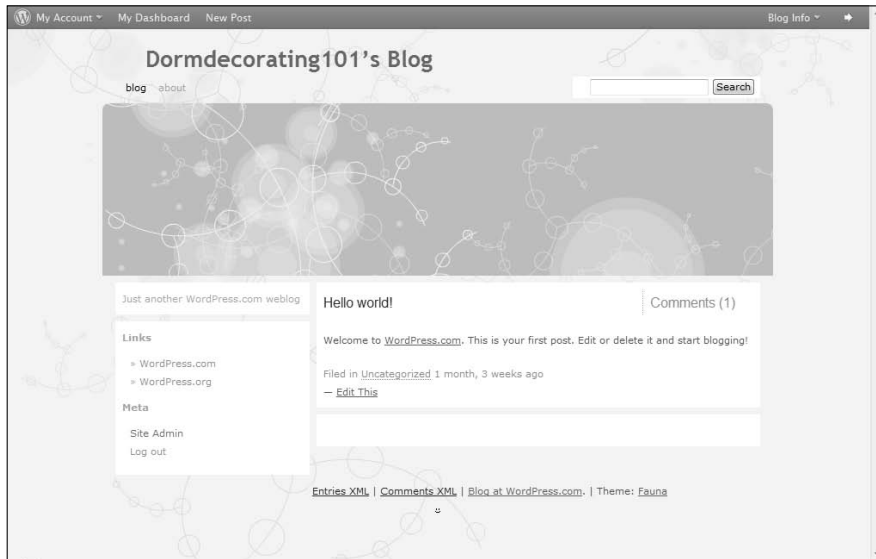 My Account My Dashboard New Post Blog Info
Dormdecorating101's Blog
blog about
Search
Just another WordPress.com weblog
Links
» WordPress.com
» WordPress.org
Meta
Site Admin
Log out
Hello world!
Comments (1)
Welcome to WordPress.com. This is your first post. Edit or delete it and start blogging!
Filed in Uncategorized 1 month, 3 weeks ago
— Edit This
Entries XML | Comments XML | Blog at WordPress.com. | Theme: Fauna